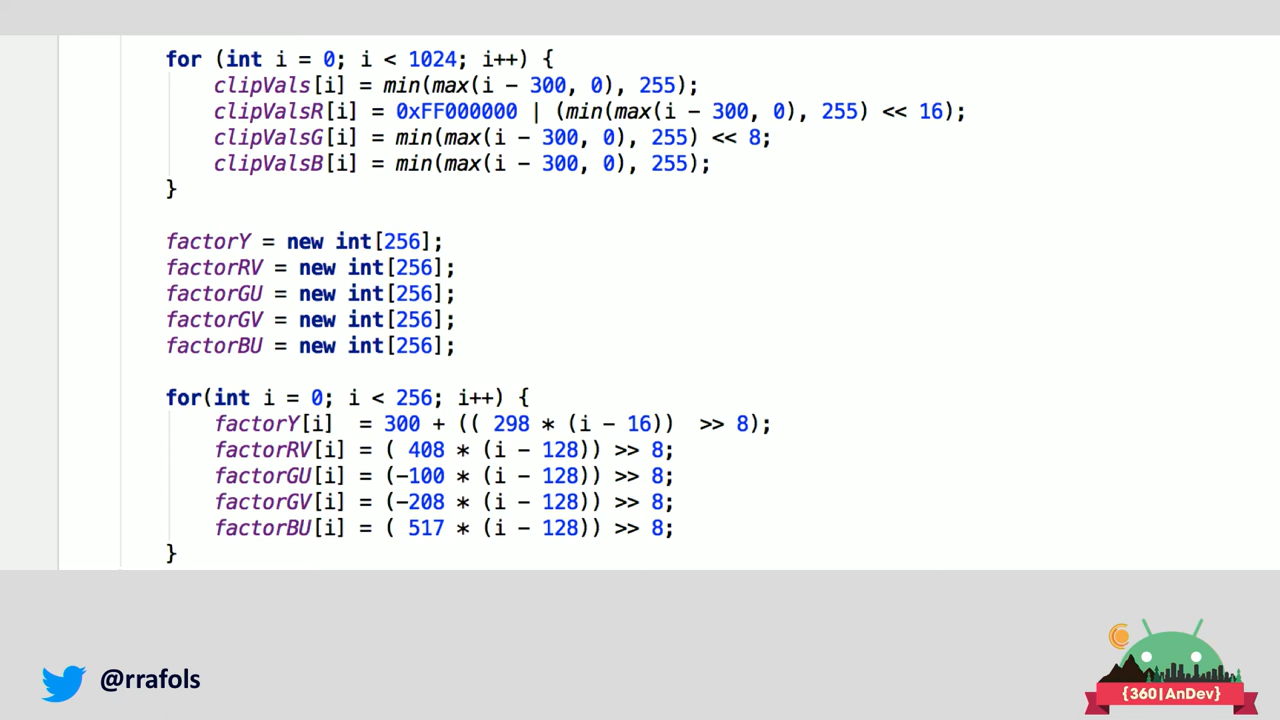 for (int i = 0; i < 1024; i++) {
clipVals[i] = min(max(i - 300, 0), 255);
clipValsR[i] = 0xFF000000 | (min(max(i - 300, 0), 255) << 16);
clipValsG[i] = min(max(i - 300, 0), 255) << 8;
clipValsB[i] = min(max(i - 300, 0), 255);
}
factorY = new int[256];
factorRV = new int[256];
factorGU = new int[256];
factorGV = new int[256];
factorBU = new int[256];
for(int i = 0; i < 256; i++) {
factorY[i]  = 300 + (( 298 * (i - 16))  >> 8);
factorRV[i] = ( 408 * (i - 128)) >> 8;
factorGU[i] = (-100 * (i - 128)) >> 8;
factorGV[i] = (-208 * (i - 128)) >> 8;
factorBU[i] = ( 517 * (i - 128)) >> 8;
}
@rrafols
{360|AnDev}